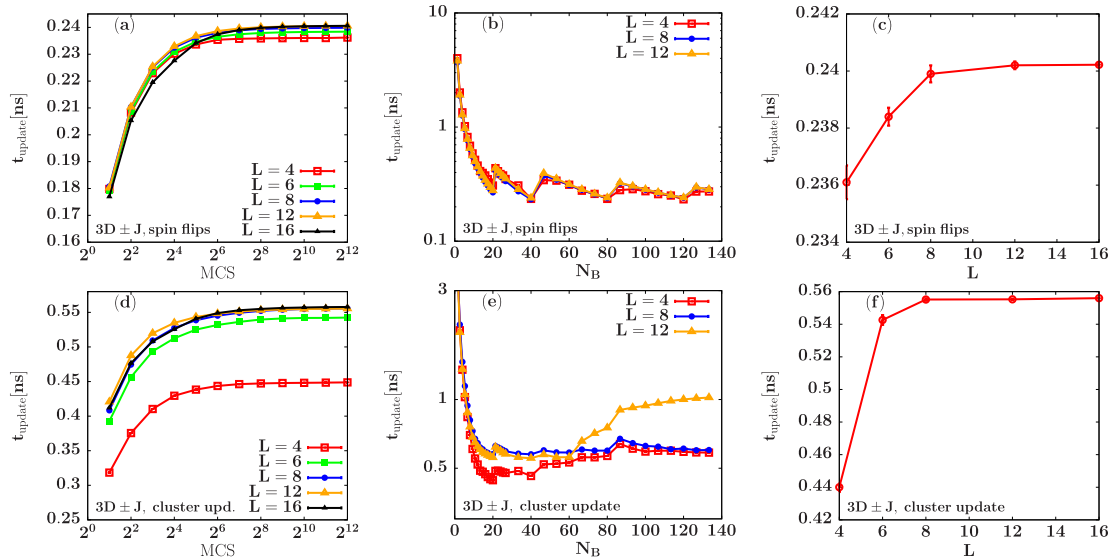 (a)
t_update[ns]
0.24
0.23
0.22
0.21
0.2
0.19
0.18
0.17
0.16
L = 4
L = 6
L = 8
L = 12
L = 16
3D ± J, spin flips
2^0 2^2 2^4 2^6 2^8 2^10 2^12
MCS
(b)
t_update[ns]
10
1
0.1
L = 4
L = 8
L = 12
3D ± J, spin flips
0 20 40 60 80 100 120 140
N_B
(c)
t_update[ns]
0.242
0.24
0.238
0.236
0.234
3D ± J, spin flips
4 6 8 10 12 14 16
L
(d)
t_update[ns]
0.55
0.5
0.45
0.4
0.35
0.3
0.25
L = 4
L = 6
L = 8
L = 12
L = 16
3D ± J, cluster upd.
2^0 2^2 2^4 2^6 2^8 2^10 2^12
MCS
(e)
t_update[ns]
3
1
0.5
L = 4
L = 8
L = 12
3D ± J, cluster update
0 20 40 60 80 100 120 140
N_B
(f)
t_update[ns]
0.56
0.54
0.52
0.5
0.48
0.46
0.44
0.42
3D ± J, cluster update
4 6 8 10 12 14 16
L